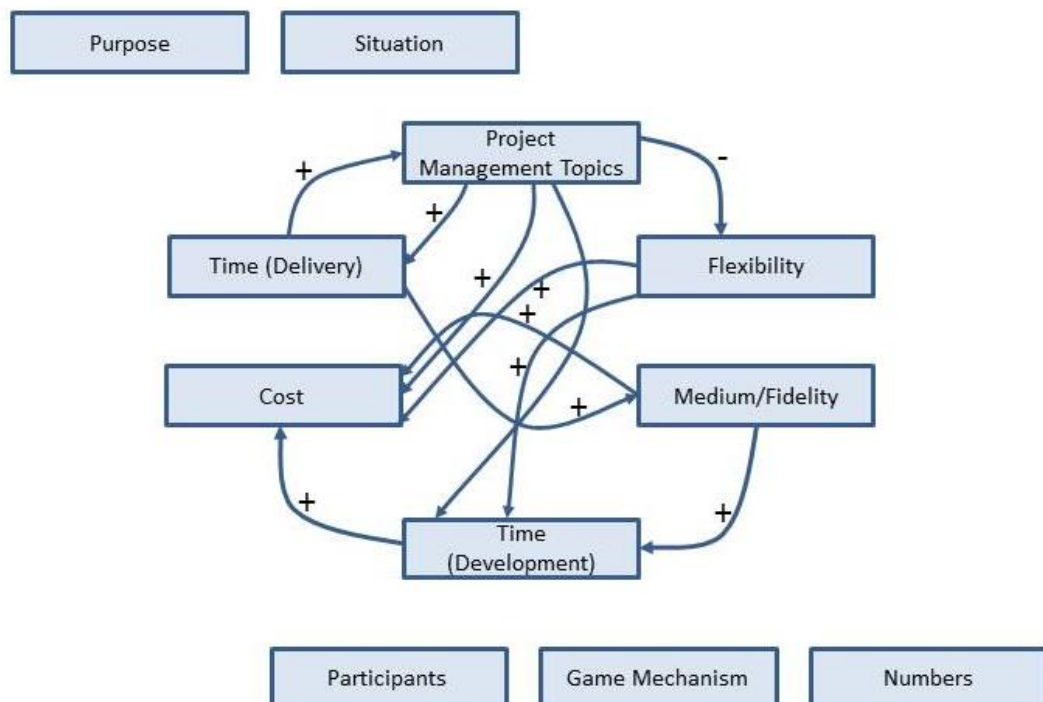 Purpose
Situation
Project
Management Topics
-
+
+
Time (Delivery)
Flexibility
+
+
+
+
Cost
Medium/Fidelity
+
+
+
Time
(Development)
Participants
Game Mechanism
Numbers